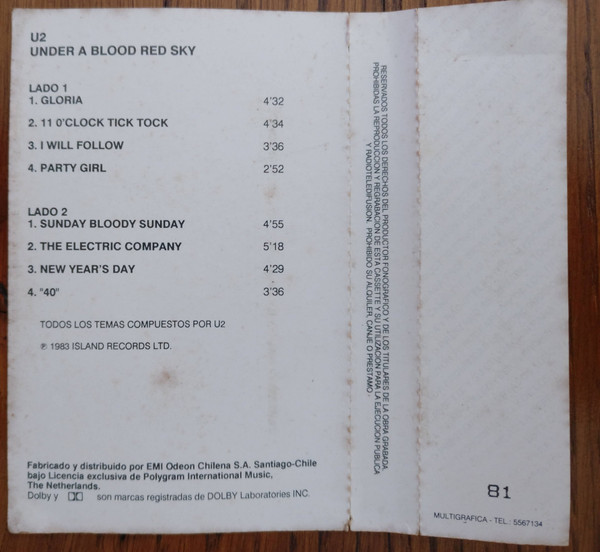 U2
UNDER A BLOOD RED SKY
LADO 1
1. GLORIA 4'32
2. 11 O'CLOCK TICK TOCK 4'34
3. I WILL FOLLOW 3'36
4. PARTY GIRL 2'52
LADO 2
1. SUNDAY BLOODY SUNDAY 4'55
2. THE ELECTRIC COMPANY 5'18
3. NEW YEAR'S DAY 4'29
4. "40" 3'36
TODOS LOS TEMAS COMPUESTOS POR U2
℗ 1983 ISLAND RECORDS LTD.
Fabricado y distribuido por EMI Odeon Chilena S.A. Santiago-Chile
bajo Licencia exclusiva de Polygram International Music,
The Netherlands.
Dolby y son marcas registradas de DOLBY Laboratories INC.
RESERVADOS TODOS LOS DERECHOS DEL PRODUCTOR FONOGRAFICO Y DE LOS TITULARES DE LA OBRA GRABADA
PROHIBIDAS LA REPRODUCCION Y REGRABACION DE ESTA CASSETTE Y SU UTILIZACION PARA LA EJECUCION PUBLICA
Y RADIOTELEDIFUSION. PROHIBIDO SU ALQUILER, CANJE O PRESTAMO.
81
MULTIGRAFICA - TEL.: 5567134